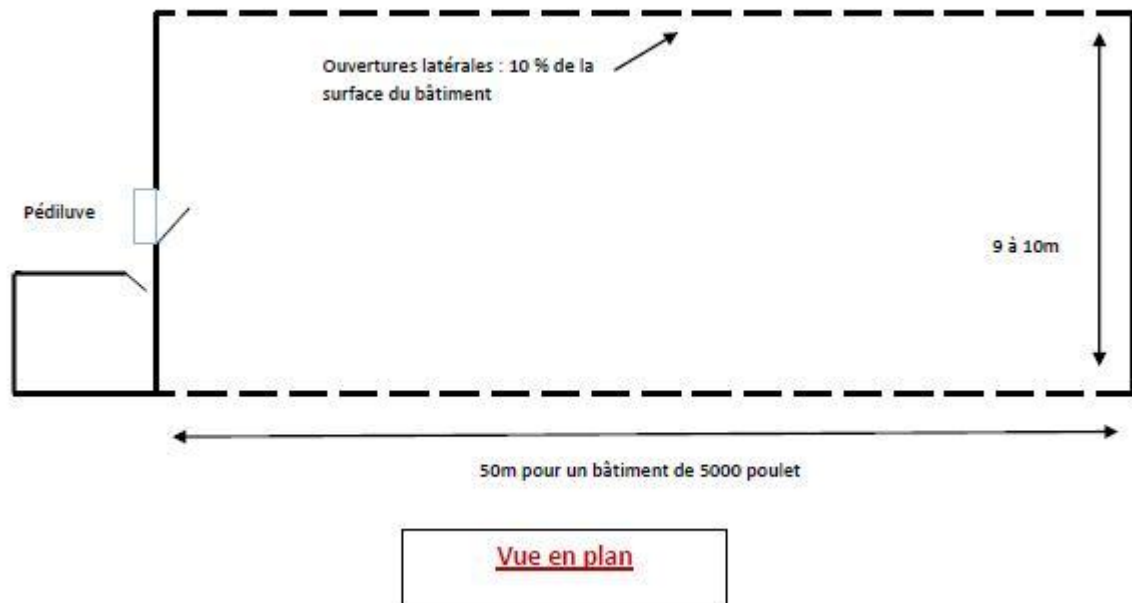 Ouvertures latérales : 10 % de la
surface du bâtiment
Pédiluve
9 à 10m
50m pour un bâtiment de 5000 poulet
Vue en plan